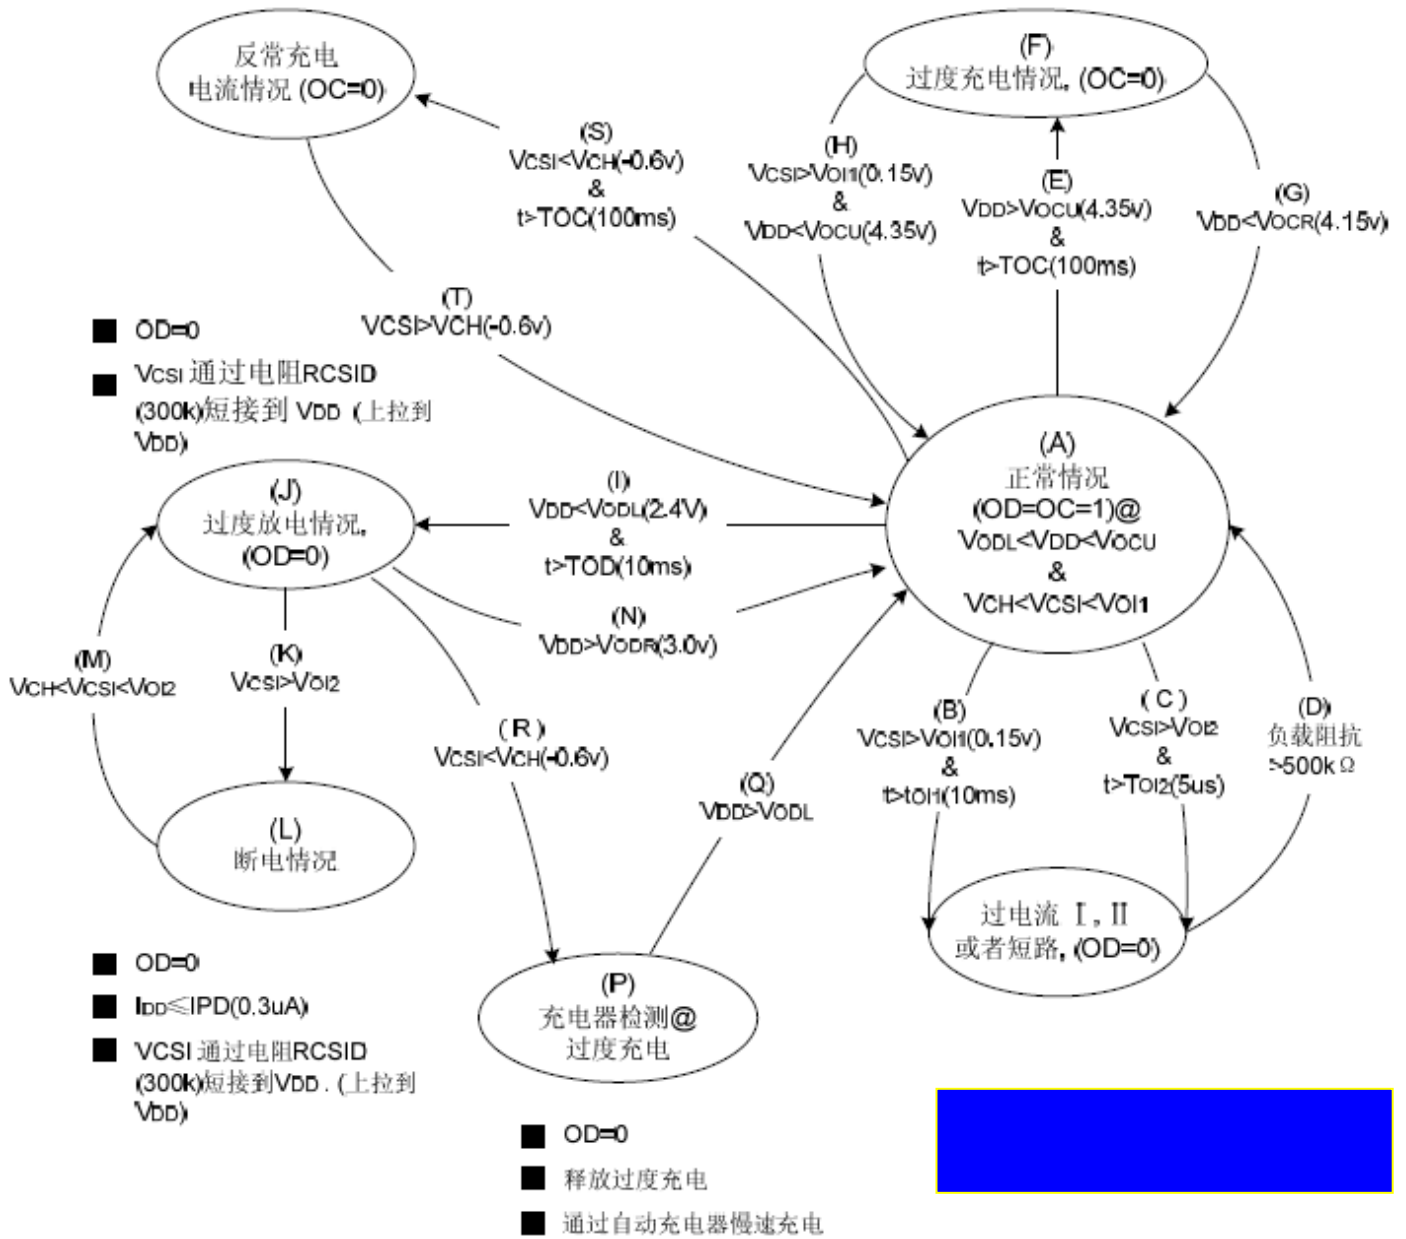 反常充电
电流情况 (OC=0)
(F)
过度充电情况, (OC=0)
(S)
VCSI<VCH(-0.6v)
&
t>TOC(100ms)
(H)
VCSI>VOI1(0.15v)
&
VDD<VOCU(4.35v)
(E)
VDD>VOCU(4.35v)
&
t>TOC(100ms)
(G)
VDD<VOCR(4.15v)
(T)
VCSI>VCH(-0.6v)
OD=0
VCSI 通过电阻RCSID
(300k)短接到 VDD (上拉到
VDD)
(J)
过度放电情况,
(OD=0)
(I)
VDD<VODL(2.4V)
&
t>TOD(10ms)
(A)
正常情况
(OD=OC=1)@
VODL<VDD<VOCU
&
VCH<VCSI<VOI1
(N)
VDD>VODR(3.0v)
(M)
VCH<VCSI<VOI2
(K)
VCSI>VOI2
(R)
VCSI<VCH(-0.6v)
(B)
VCSI>VOI1(0.15v)
&
t>tOI1(10ms)
(C)
VCSI>VOI2
&
t>TOI2(5us)
(D)
负载阻抗
>500kΩ
(Q)
VDD>VODL
(L)
断电情况
过电流 Ⅰ, Ⅱ
或者短路, (OD=0)
OD=0
IDD≤IPD(0.3uA)
VCSI 通过电阻RCSID
(300k)短接到VDD. (上拉到
VDD)
(P)
充电器检测@
过度充电
OD=0
释放过度充电
通过自动充电器慢速充电